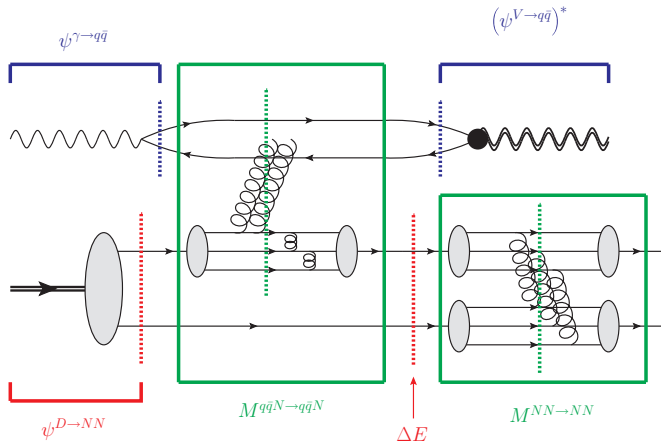 ψ^{γ→qq̄}
(ψ^{V→qq̄})^*
M^{qq̄N→qq̄N}
M^{NN→NN}
ψ^{D→NN}
ΔE